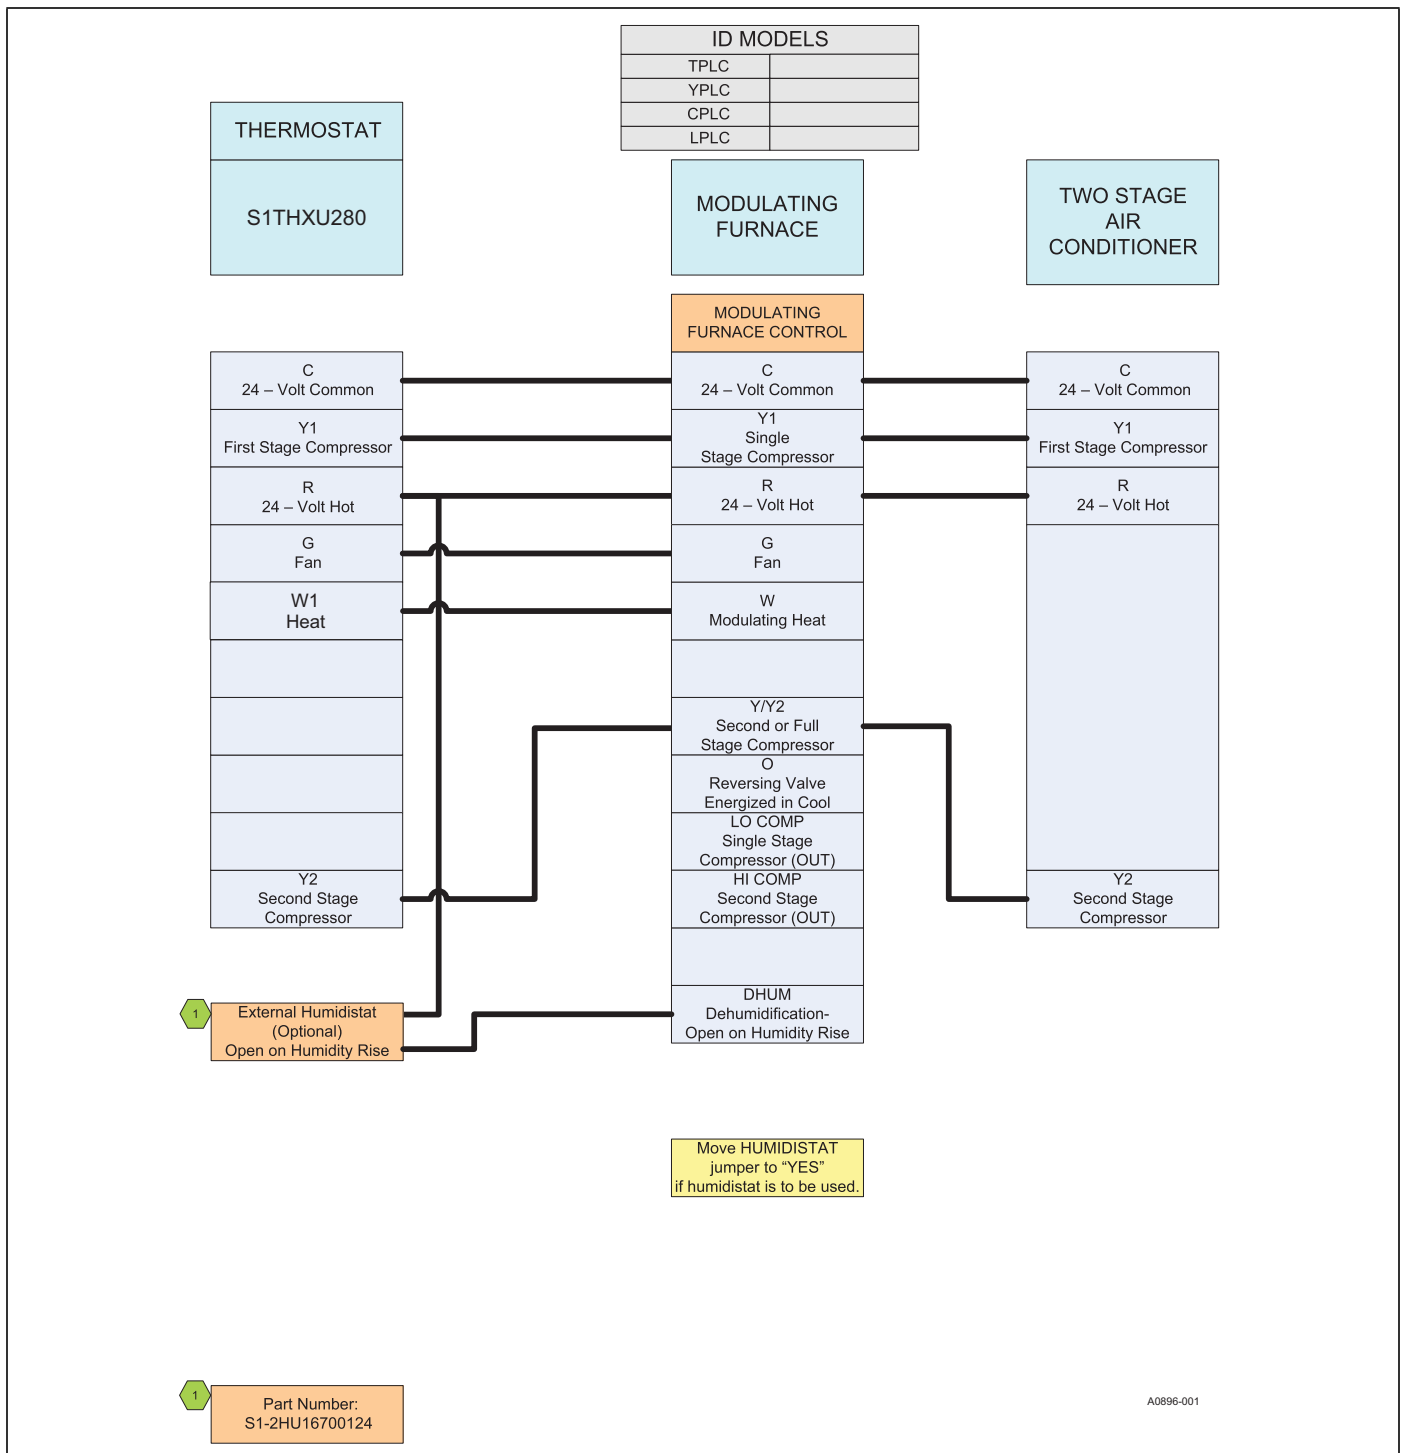 ID MODELS
TPLC
YPLC
CPLC
LPLC
THERMOSTAT
S1THXU280
MODULATING
FURNACE
TWO STAGE
AIR
CONDITIONER
MODULATING
FURNACE CONTROL
C
24 – Volt Common
Y1
First Stage Compressor
R
24 – Volt Hot
G
Fan
W1
Heat
Y2
Second Stage
Compressor
C
24 – Volt Common
Y1
Single
Stage Compressor
R
24 – Volt Hot
G
Fan
W
Modulating Heat
Y/Y2
Second or Full
Stage Compressor
O
Reversing Valve
Energized in Cool
LO COMP
Single Stage
Compressor (OUT)
HI COMP
Second Stage
Compressor (OUT)
DHUM
Dehumidification-
Open on Humidity Rise
C
24 – Volt Common
Y1
First Stage Compressor
R
24 – Volt Hot
Y2
Second Stage
Compressor
1
External Humidistat
(Optional)
Open on Humidity Rise
Move HUMIDISTAT
jumper to “YES”
if humidistat is to be used.
1
Part Number:
S1-2HU16700124
A0896-001